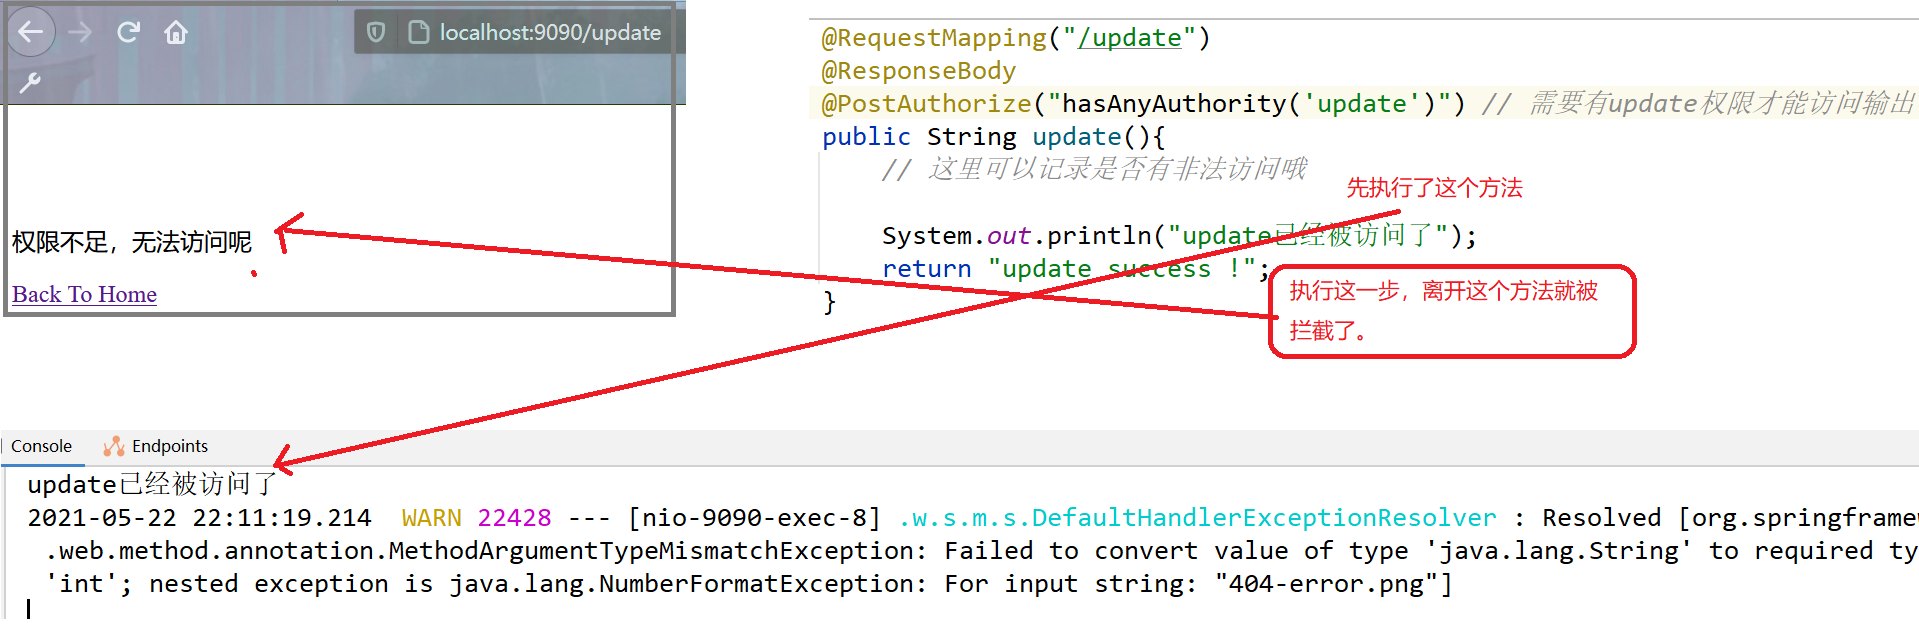 localhost:9090/update
权限不足，无法访问呢
Back To Home
@RequestMapping("/update")
@ResponseBody
@PostAuthorize("hasAnyAuthority('update')") // 需要有update权限才能访问输出
public String update(){
// 这里可以记录是否有非法访问哦
先执行了这个方法
System.out.println("update已经被访问了");
return "update success !";
}
执行这一步，离开这个方法就被
拦截了。
Console Endpoints
update已经被访问了
2021-05-22 22:11:19.214 WARN 22428 --- [nio-9090-exec-8] .w.s.m.s.DefaultHandlerExceptionResolver : Resolved [org.springframew
.web.method.annotation.MethodArgumentTypeMismatchException: Failed to convert value of type 'java.lang.String' to required ty
'int'; nested exception is java.lang.NumberFormatException: For input string: "404-error.png"]